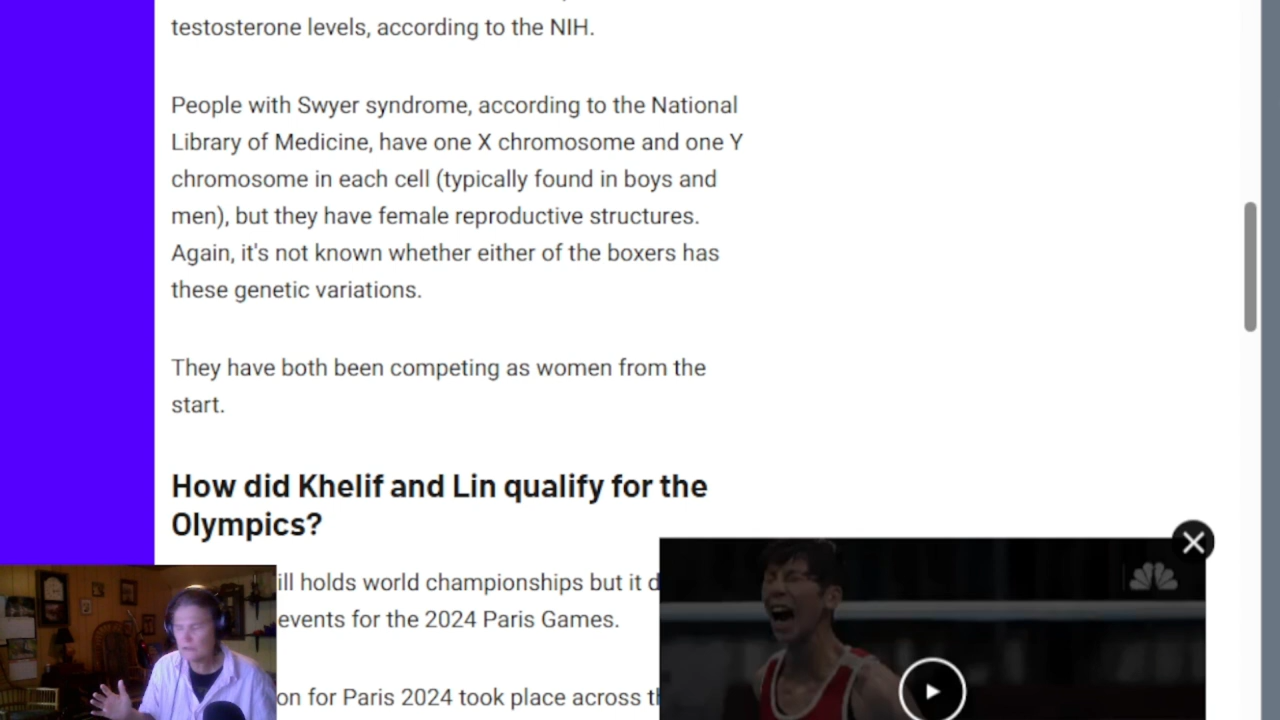 testosterone levels, according to the NIH.
People with Swyer syndrome, according to the National
Library of Medicine, have one X chromosome and one Y
chromosome in each cell (typically found in boys and
men), but they have female reproductive structures.
Again, it's not known whether either of the boxers has
these genetic variations.
They have both been competing as women from the
start.
How did Khelif and Lin qualify for the
Olympics?
ill holds world championships but it d
events for the 2024 Paris Games.
on for Paris 2024 took place across th